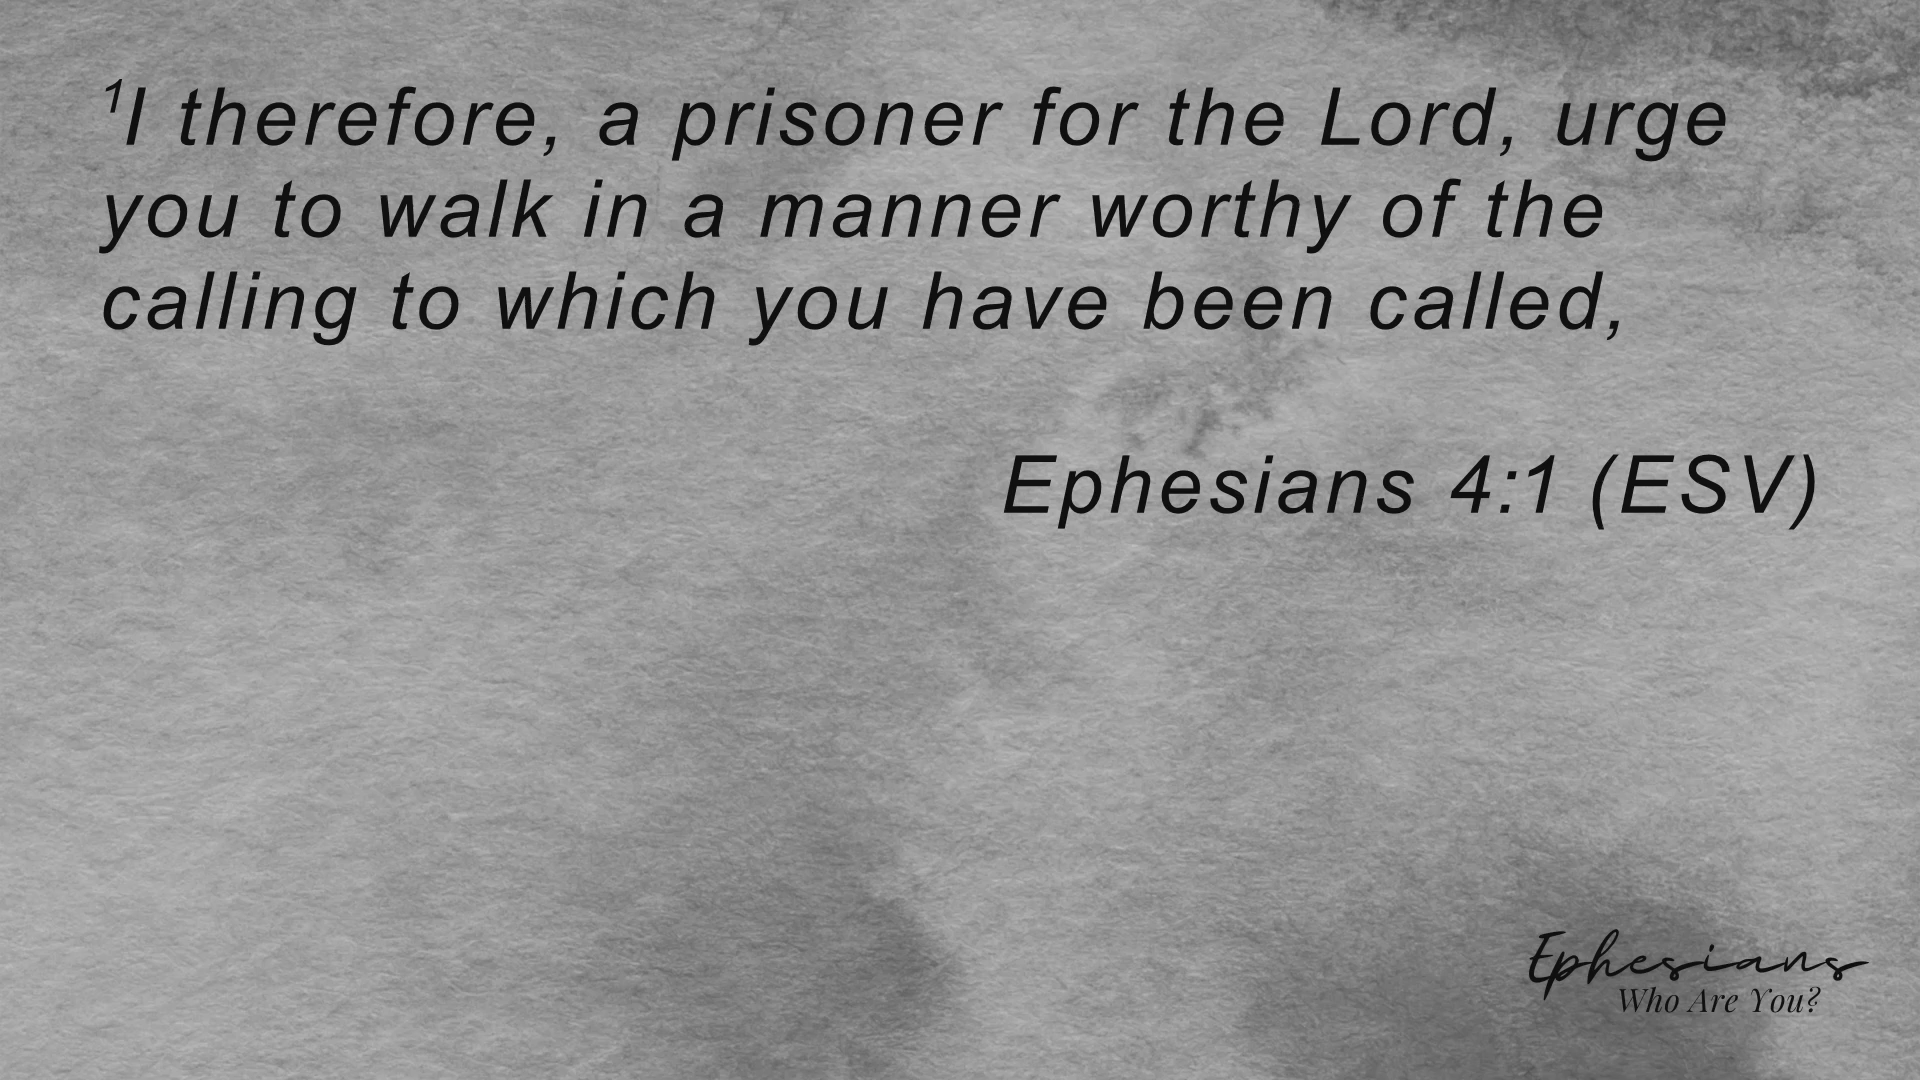 ¹I therefore, a prisoner for the Lord, urge
you to walk in a manner worthy of the
calling to which you have been called,
Ephesians 4:1 (ESV)
Ephesians
Who Are You?